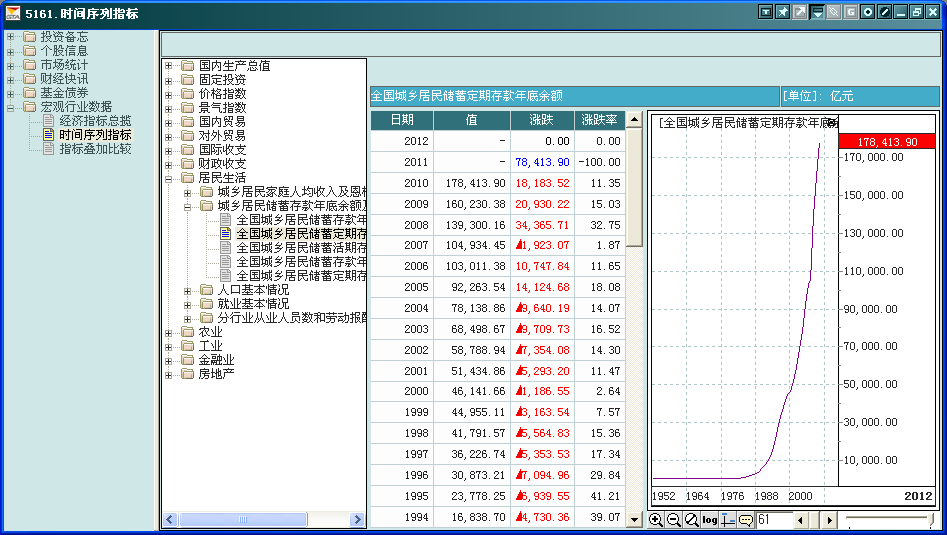 5161.时间序列指标
投资备忘
个股信息
市场统计
财经快讯
基金债券
宏观行业数据
经济指标总揽
时间序列指标
指标叠加比较
国内生产总值
固定投资
价格指数
景气指数
国内贸易
对外贸易
国际收支
财政收支
居民生活
城乡居民家庭人均收入及恩格
城乡居民储蓄存款年底余额及
全国城乡居民储蓄存款年
全国城乡居民储蓄定期存
全国城乡居民储蓄活期存
全国城乡居民储蓄存款年
全国城乡居民储蓄定期存
人口基本情况
就业基本情况
分行业从业人员数和劳动报酬
农业
工业
金融业
房地产
全国城乡居民储蓄定期存款年底余额 [单位]: 亿元
日期 值 涨跌 涨跌率
2012 - 0.00 0.00
2011 - 78,413.90 -100.00
2010 178,413.90 18,183.52 11.35
2009 160,230.38 20,930.22 15.03
2008 139,300.16 34,365.71 32.75
2007 104,934.45 1,923.07 1.87
2006 103,011.38 10,747.84 11.65
2005 92,263.54 14,124.68 18.08
2004 78,138.86 9,640.19 14.07
2003 68,498.67 9,709.73 16.52
2002 58,788.94 7,354.08 14.30
2001 51,434.86 5,293.20 11.47
2000 46,141.66 1,186.55 2.64
1999 44,955.11 3,163.54 7.57
1998 41,791.57 5,564.83 15.36
1997 36,226.74 5,353.53 17.34
1996 30,873.21 7,094.96 29.84
1995 23,778.25 6,939.55 41.21
1994 16,838.70 4,730.36 39.07
[全国城乡居民储蓄定期存款年底余
178,413.90
170,000.00
150,000.00
130,000.00
110,000.00
90,000.00
70,000.00
50,000.00
30,000.00
10,000.00
1952 1964 1976 1988 2000 2012
log 61